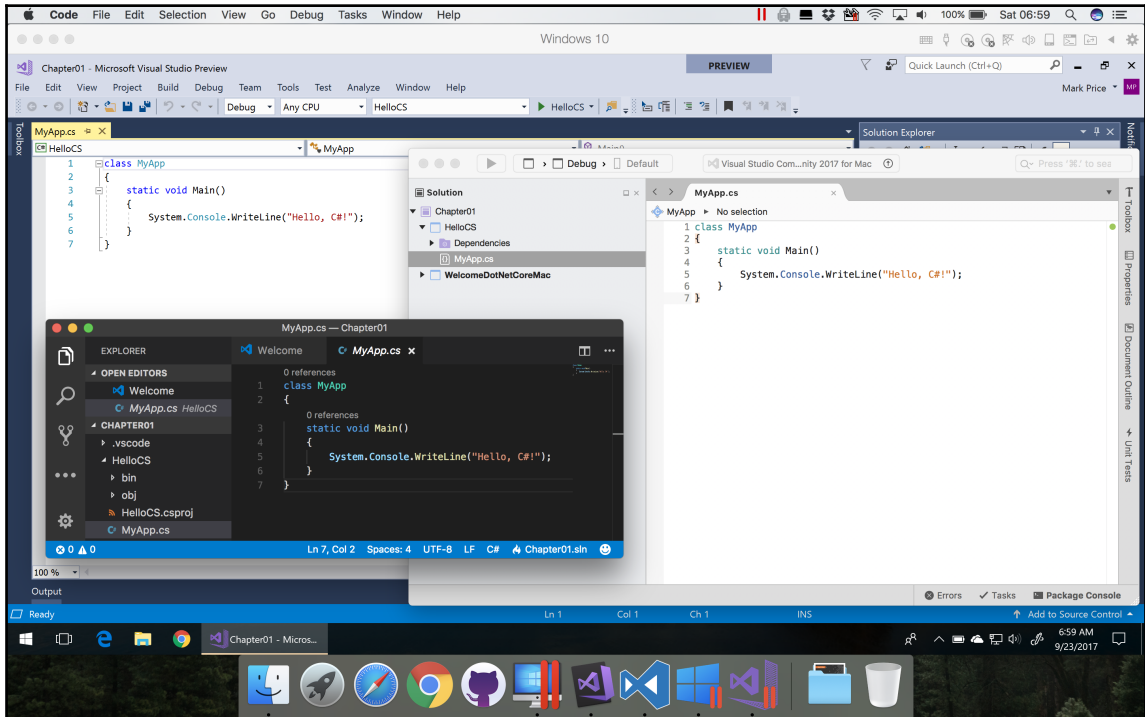 Code File Edit Selection View Go Debug Tasks Window Help 100% Sat 06:59
Windows 10
Chapter01 - Microsoft Visual Studio Preview PREVIEW Quick Launch (Ctrl+Q)
File Edit View Project Build Debug Team Tools Test Analyze Window Help Mark Price MP
Debug Any CPU HelloCS HelloCS
Toolbox
MyApp.cs
HelloCS MyApp
1 class MyApp
2 {
3 static void Main()
4 {
5 System.Console.WriteLine("Hello, C#!");
6 }
7 }
100 %
Output
Solution Explorer
Debug Default Visual Studio Com...nity 2017 for Mac Press '⌘.' to sea
Solution
Chapter01
HelloCS
Dependencies
MyApp.cs
WelcomeDotNetCoreMac
MyApp.cs
MyApp No selection
1 class MyApp
2 {
3 static void Main()
4 {
5 System.Console.WriteLine("Hello, C#!");
6 }
7 }
Toolbox
Properties
Document Outline
Unit Tests
Errors Tasks Package Console
MyApp.cs — Chapter01
EXPLORER
OPEN EDITORS
Welcome
MyApp.cs HelloCS
CHAPTER01
.vscode
HelloCS
bin
obj
HelloCS.csproj
MyApp.cs
Welcome MyApp.cs
0 references
1 class MyApp
2 {
0 references
3 static void Main()
4 {
5 System.Console.WriteLine("Hello, C#!");
6 }
7 }
0 0 Ln 7, Col 2 Spaces: 4 UTF-8 LF C# Chapter01.sln
Ready Ln 1 Col 1 Ch 1 INS Add to Source Control
Chapter01 - Micros... 6:59 AM
9/23/2017